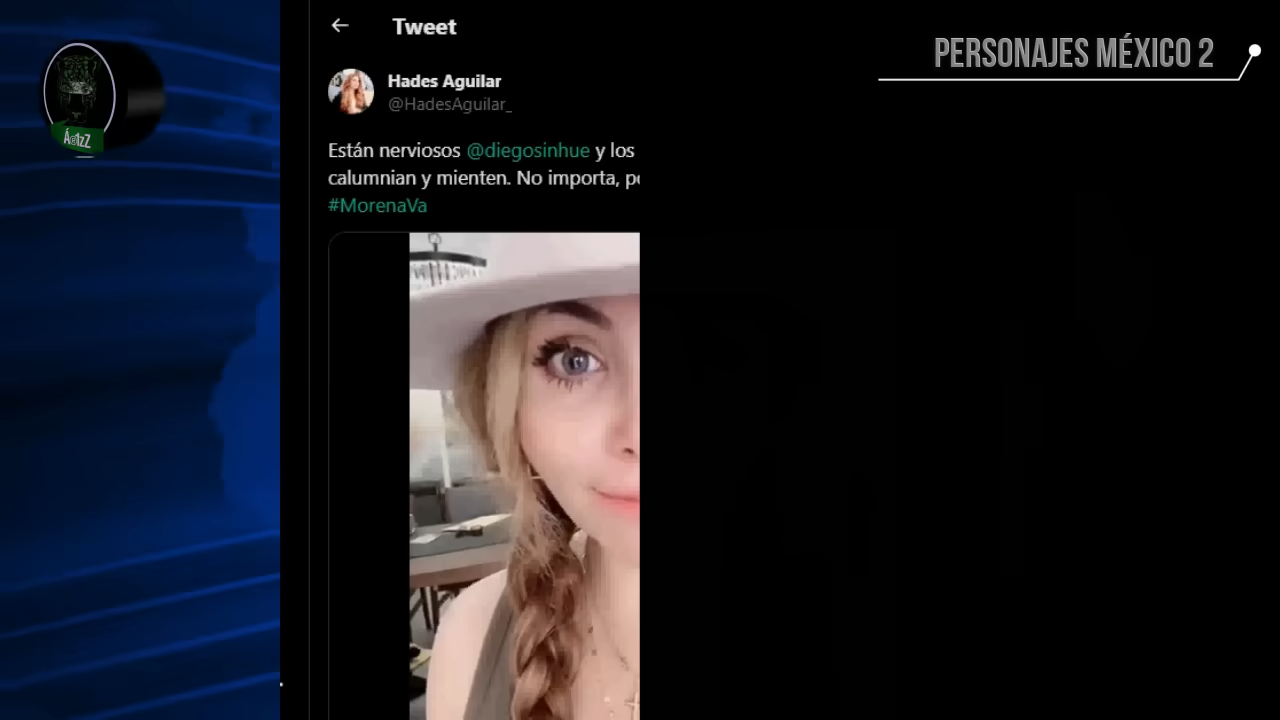 Tweet
PERSONAJES MÉXICO 2
Hades Aguilar
@HadesAguilar_
Están nerviosos @diegosinhue y los
calumnian y mienten. No importa,
#MorenaVa